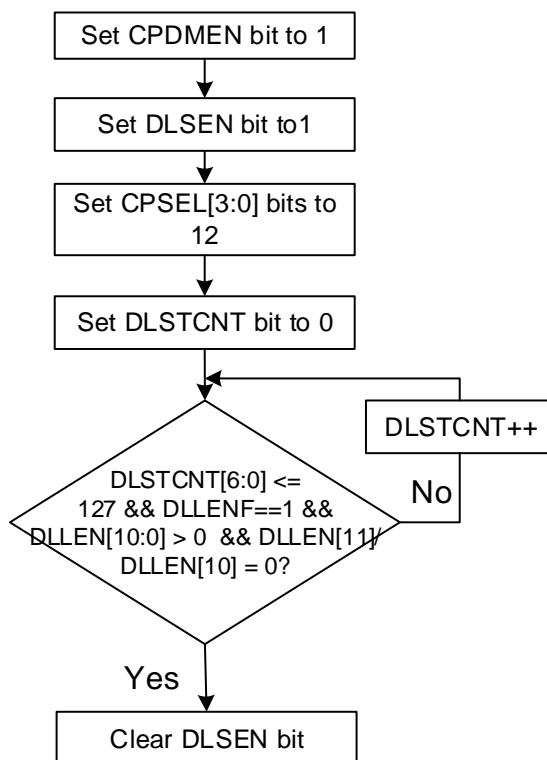 Set CPDMEN bit to 1
Set DLSEN bit to1
Set CPSEL[3:0] bits to
12
Set DLSTCNT bit to 0
DLSTCNT++
DLSTCNT[6:0] <=
127 && DLLENF==1 &&
DLLEN[10:0] > 0 && DLLEN[11]/
DLLEN[10] = 0?
No
Yes
Clear DLSEN bit